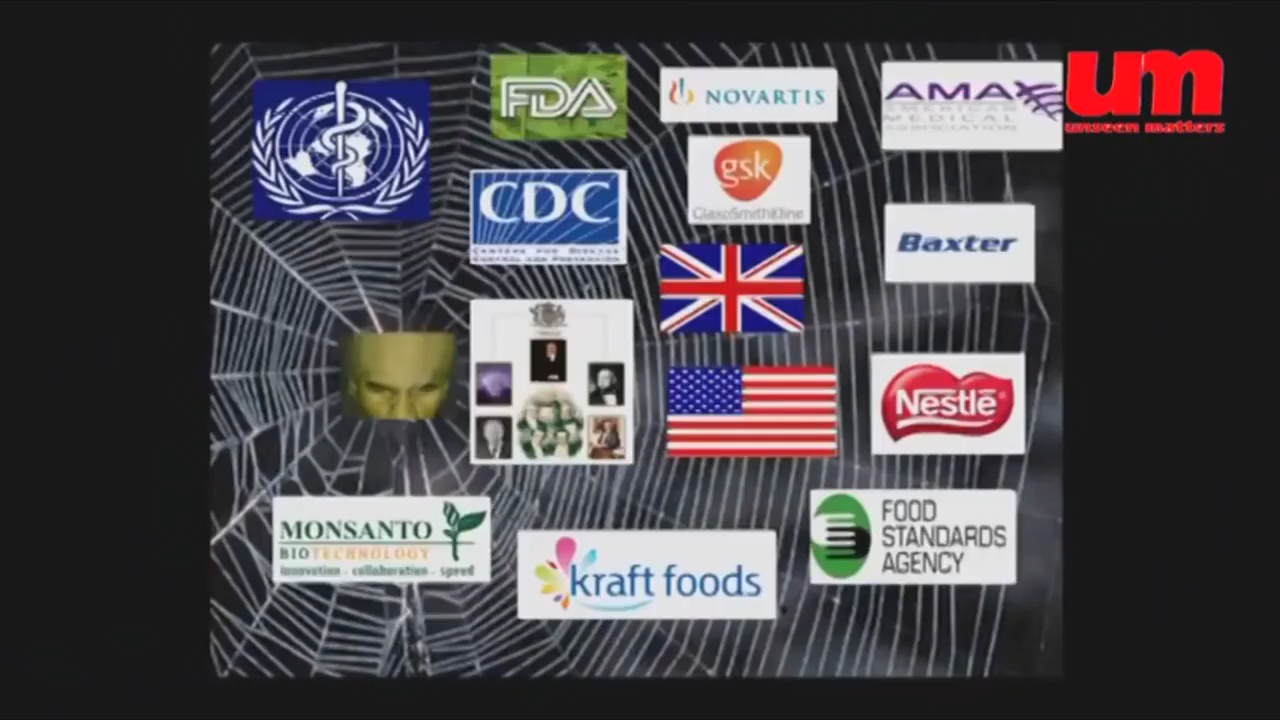 FDA
NOVARTIS
AMA
AMERICAN
MEDICAL
ASSOCIATION
um
unseen matters
gsk
GlaxoSmithKline
CDC
CENTERS FOR DISEASE
CONTROL AND PREVENTION
Baxter
Nestlé
MONSANTO
BIOTECHNOLOGY
innovation - collaboration - speed
kraft foods
FOOD
STANDARDS
AGENCY